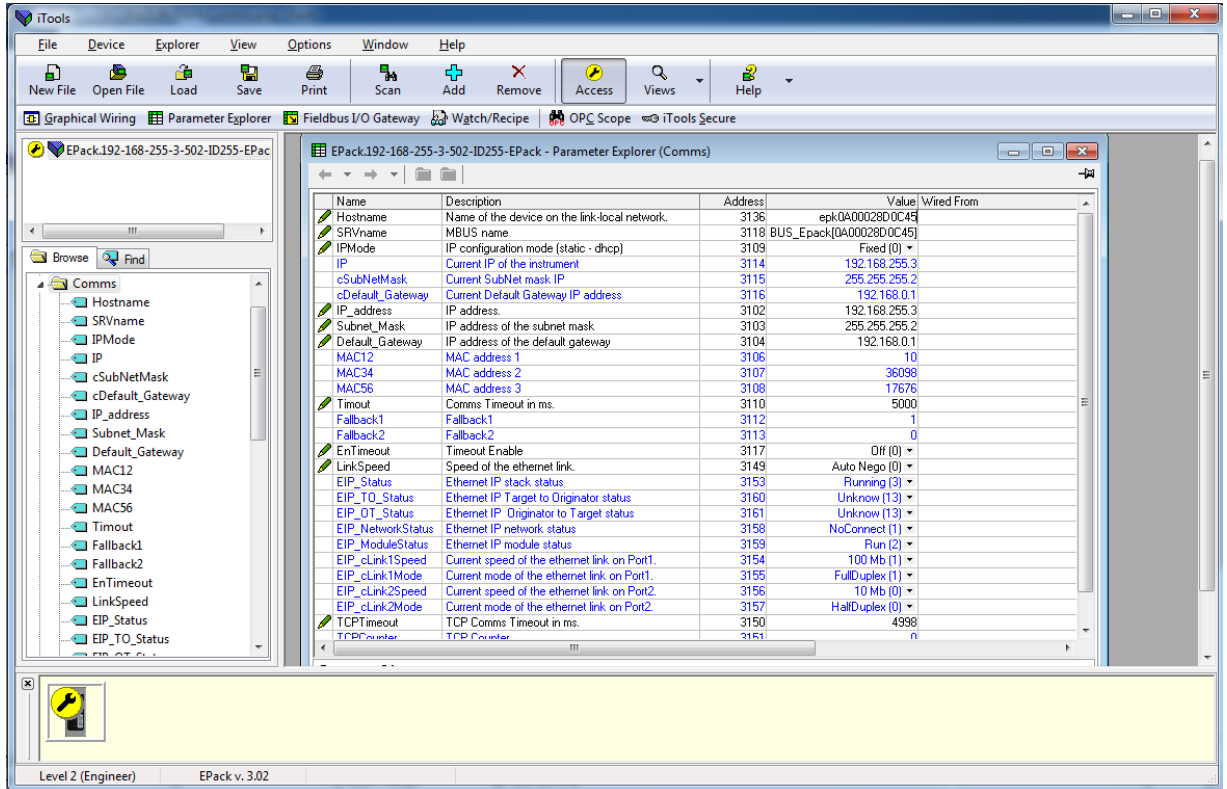 iTools
File Device Explorer View Options Window Help
New File Open File Load Save Print Scan Add Remove Access Views Help
Graphical Wiring Parameter Explorer Fieldbus I/O Gateway Watch/Recipe OPC Scope iTools Secure
EPack.192-168-255-3-502-ID255-EPac
Browse Find
Comms
Hostname
SRVname
IPMode
IP
cSubNetMask
cDefault_Gateway
IP_address
Subnet_Mask
Default_Gateway
MAC12
MAC34
MAC56
Timout
Fallback1
Fallback2
EnTimeout
LinkSpeed
EIP_Status
EIP_TO_Status
EPack.192-168-255-3-502-ID255-EPack - Parameter Explorer (Comms)
Name Description Address Value Wired From
Hostname Name of the device on the link-local network. 3136 epk0A00028D0C45
SRVname MBUS name 3118 BUS_Epack[0A00028D0C45]
IPMode IP configuration mode (static - dhcp) 3109 Fixed (0)
IP Current IP of the instrument 3114 192.168.255.3
cSubNetMask Current SubNet mask IP 3115 255.255.255.2
cDefault_Gateway Current Default Gateway IP address 3116 192.168.0.1
IP_address IP address. 3102 192.168.255.3
Subnet_Mask IP address of the subnet mask 3103 255.255.255.2
Default_Gateway IP address of the default gateway 3104 192.168.0.1
MAC12 MAC address 1 3106 10
MAC34 MAC address 2 3107 36098
MAC56 MAC address 3 3108 17676
Timout Comms Timeout in ms. 3110 5000
Fallback1 Fallback1 3112 1
Fallback2 Fallback2 3113 0
EnTimeout Timeout Enable 3117 Off (0)
LinkSpeed Speed of the ethernet link. 3149 Auto Nego (0)
EIP_Status Ethernet IP stack status 3153 Running (3)
EIP_TO_Status Ethernet IP Target to Originator status 3160 Unknow (13)
EIP_OT_Status Ethernet IP Originator to Target status 3161 Unknow (13)
EIP_NetworkStatus Ethernet IP network status 3158 NoConnect (1)
EIP_ModuleStatus Ethernet IP module status 3159 Run (2)
EIP_cLink1Speed Current speed of the ethernet link on Port1. 3154 100 Mb (1)
EIP_cLink1Mode Current mode of the ethernet link on Port1. 3155 FullDuplex (1)
EIP_cLink2Speed Current speed of the ethernet link on Port2. 3156 10 Mb (0)
EIP_cLink2Mode Current mode of the ethernet link on Port2. 3157 HalfDuplex (0)
TCPTimeout TCP Comms Timeout in ms. 3150 4998
TCPCounter TCP Counter 3151 0
Level 2 (Engineer) EPack v. 3.02